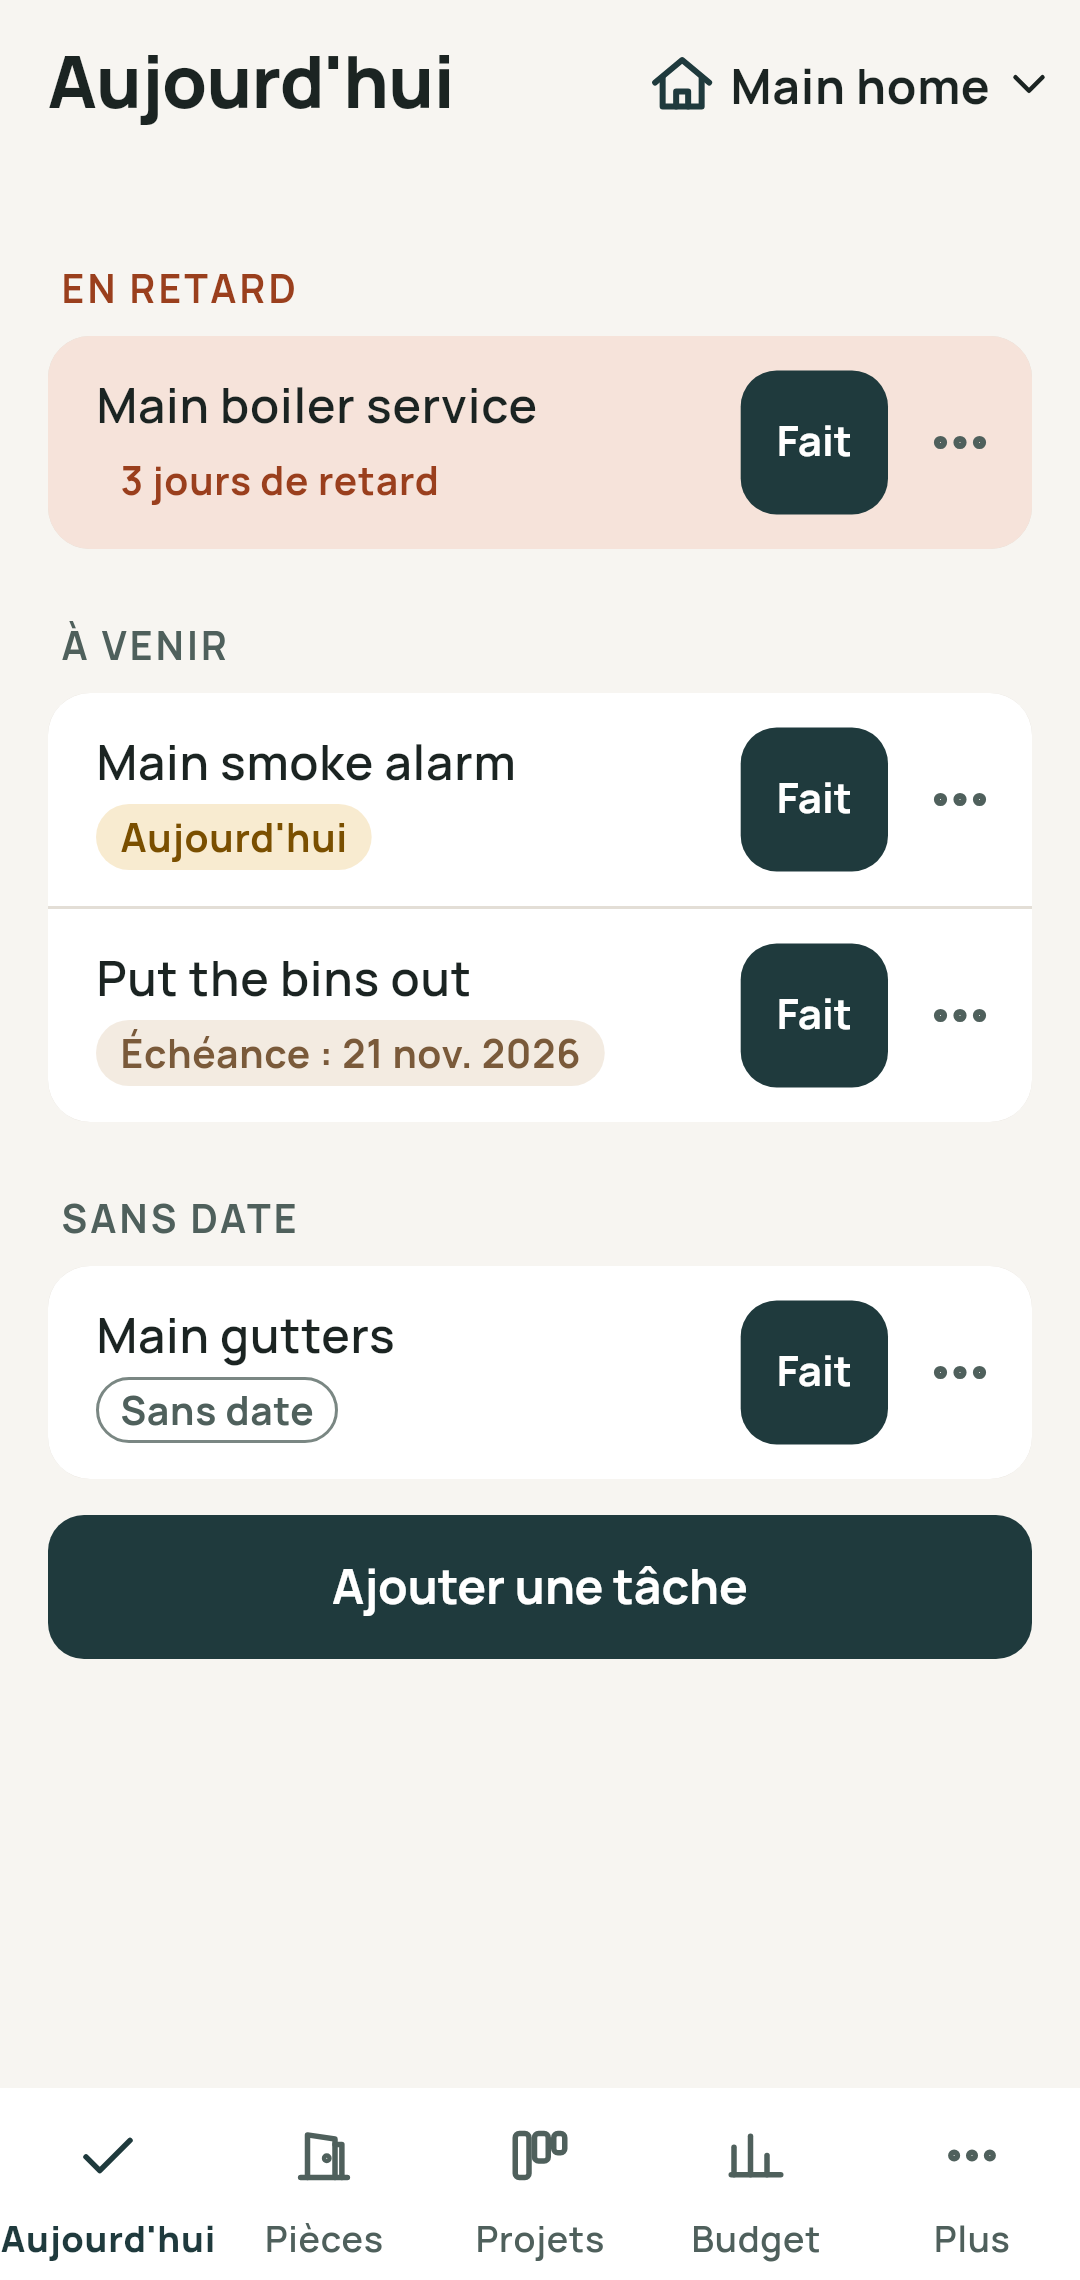 Aujourd'hui
Main home
EN RETARD
Main boiler service
Fait
3 jours de retard
À VENIR
Main smoke alarm
Fait
Aujourd'hui
Put the bins out
Fait
Échéance : 21 nov. 2026
SANS DATE
Main gutters
Fait
Sans date
Ajouter une tâche
Aujourd'hui
Pièces
Projets
Budget
Plus